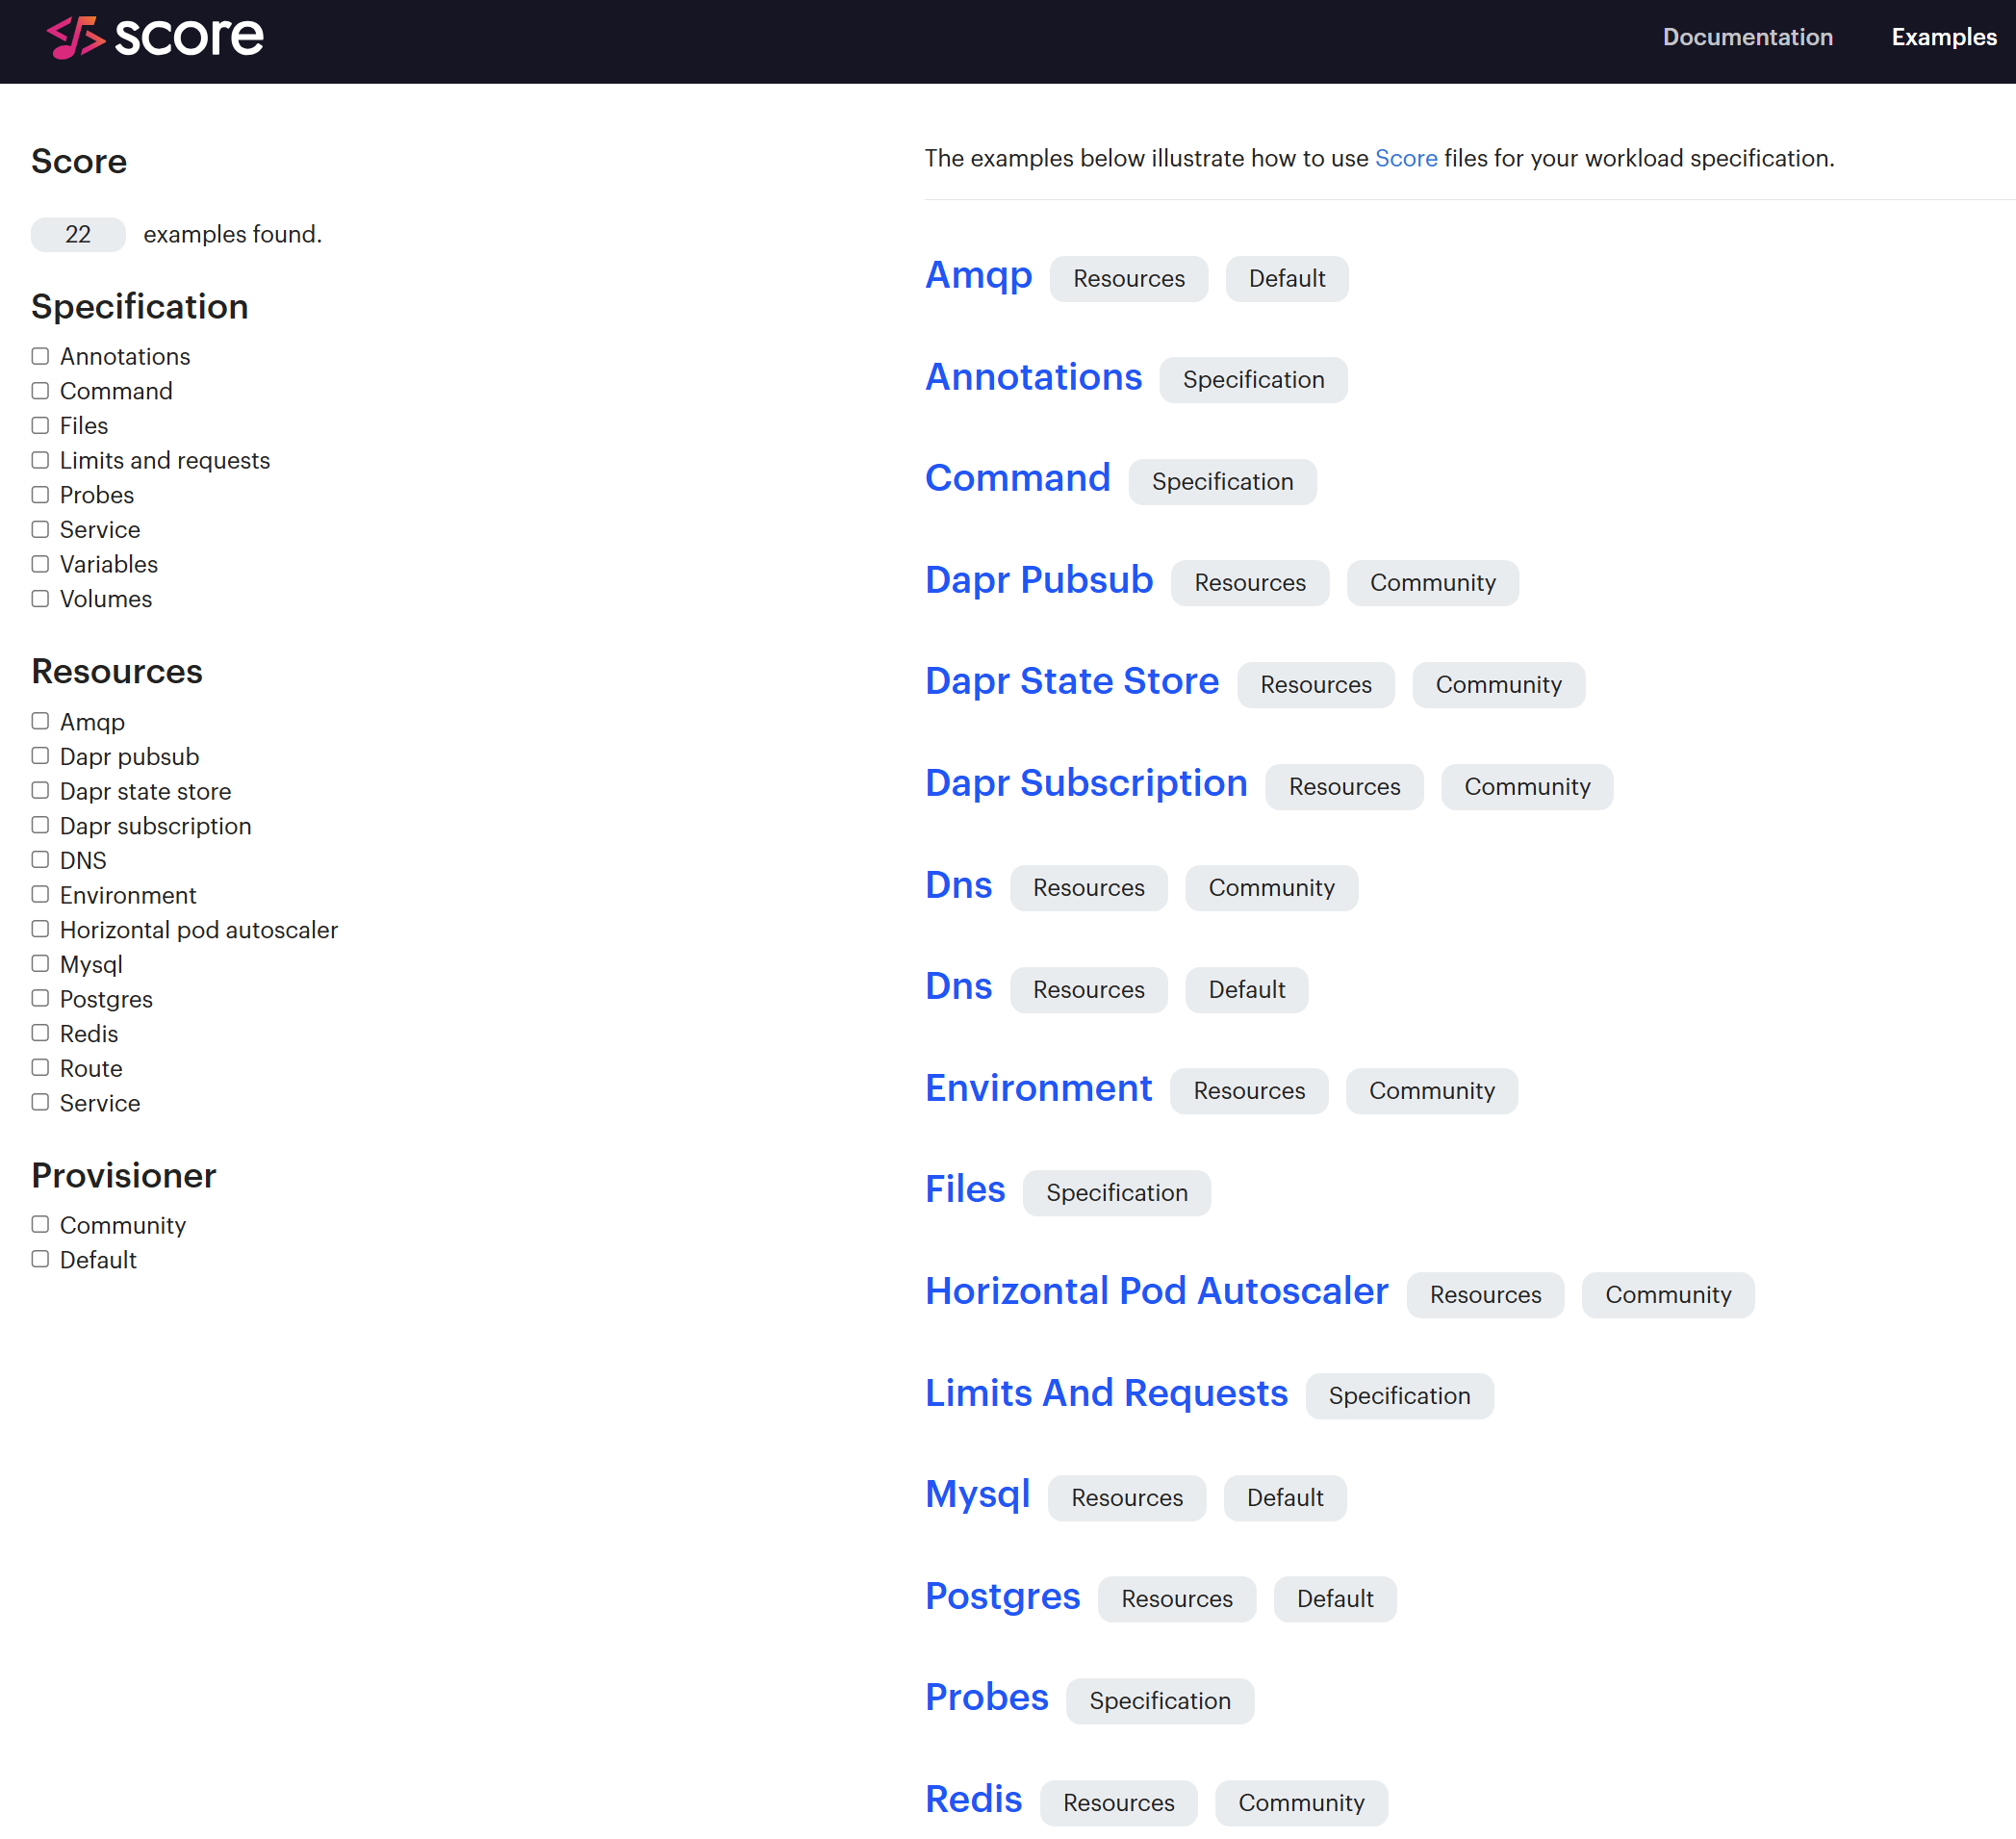 score
Documentation Examples
Score
22 examples found.
Specification
Annotations
Command
Files
Limits and requests
Probes
Service
Variables
Volumes
Resources
Amqp
Dapr pubsub
Dapr state store
Dapr subscription
DNS
Environment
Horizontal pod autoscaler
Mysql
Postgres
Redis
Route
Service
Provisioner
Community
Default
The examples below illustrate how to use Score files for your workload specification.
Amqp Resources Default
Annotations Specification
Command Specification
Dapr Pubsub Resources Community
Dapr State Store Resources Community
Dapr Subscription Resources Community
Dns Resources Community
Dns Resources Default
Environment Resources Community
Files Specification
Horizontal Pod Autoscaler Resources Community
Limits And Requests Specification
Mysql Resources Default
Postgres Resources Default
Probes Specification
Redis Resources Community